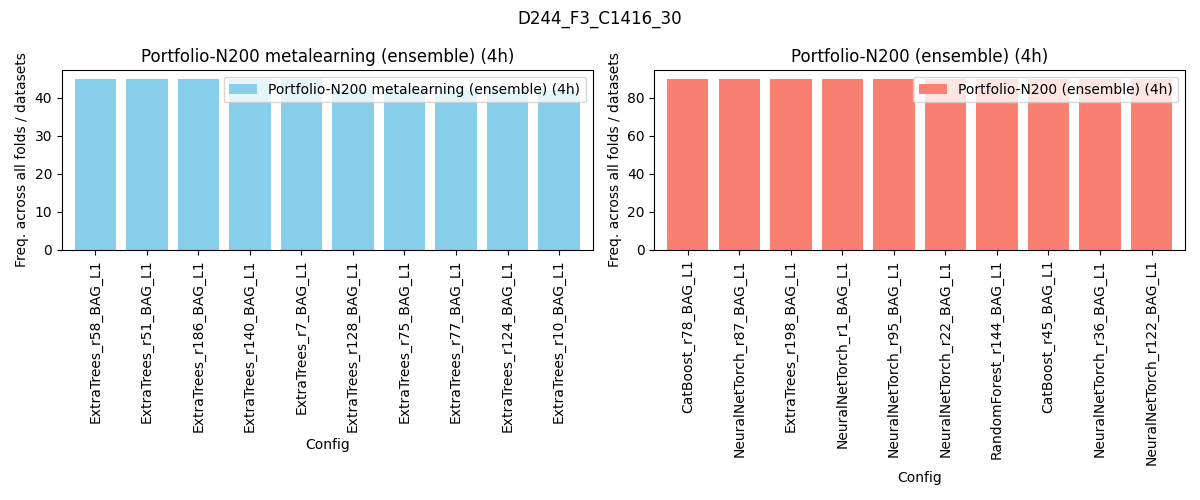 D244_F3_C1416_30
Portfolio-N200 metalearning (ensemble) (4h)
Portfolio-N200 metalearning (ensemble) (4h)
Freq. across all folds / datasets
40
30
20
10
0
ExtraTrees_r58_BAG_L1
ExtraTrees_r51_BAG_L1
ExtraTrees_r186_BAG_L1
ExtraTrees_r140_BAG_L1
ExtraTrees_r7_BAG_L1
ExtraTrees_r128_BAG_L1
ExtraTrees_r75_BAG_L1
ExtraTrees_r77_BAG_L1
ExtraTrees_r124_BAG_L1
ExtraTrees_r10_BAG_L1
Config
Portfolio-N200 (ensemble) (4h)
Portfolio-N200 (ensemble) (4h)
Freq. across all folds / datasets
80
60
40
20
0
CatBoost_r78_BAG_L1
NeuralNetTorch_r87_BAG_L1
ExtraTrees_r198_BAG_L1
NeuralNetTorch_r1_BAG_L1
NeuralNetTorch_r95_BAG_L1
NeuralNetTorch_r22_BAG_L1
RandomForest_r144_BAG_L1
CatBoost_r45_BAG_L1
NeuralNetTorch_r36_BAG_L1
NeuralNetTorch_r122_BAG_L1
Config